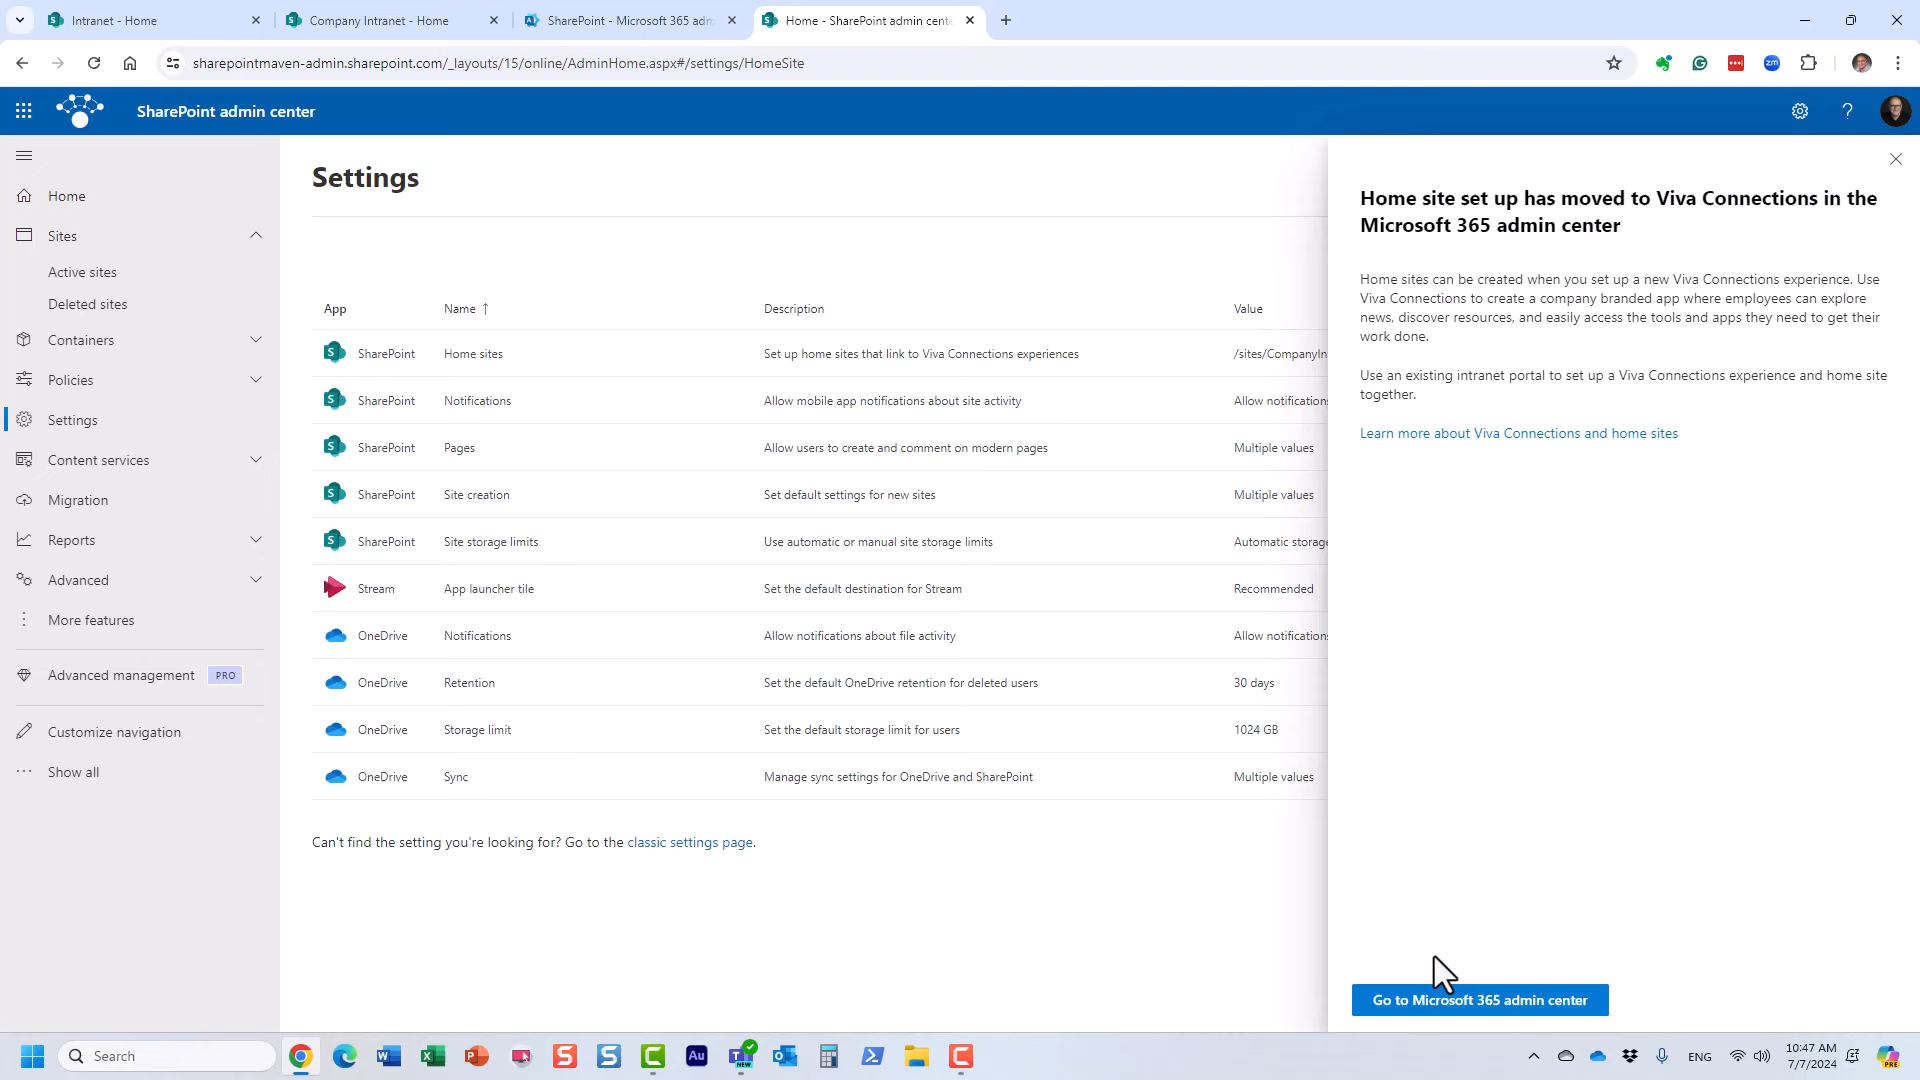 Intranet - Home
Company Intranet - Home
SharePoint - Microsoft 365 adm
Home - SharePoint admin cent
sharepointmaven-admin.sharepoint.com/_layouts/15/online/AdminHome.aspx#/settings/HomeSite
SharePoint admin center
Home
Sites
Active sites
Deleted sites
Containers
Policies
Settings
Content services
Migration
Reports
Advanced
More features
Advanced management PRO
Customize navigation
Show all
Settings
App Name ↑ Description Value
SharePoint Home sites Set up home sites that link to Viva Connections experiences /sites/CompanyIn
SharePoint Notifications Allow mobile app notifications about site activity Allow notifications
SharePoint Pages Allow users to create and comment on modern pages Multiple values
SharePoint Site creation Set default settings for new sites Multiple values
SharePoint Site storage limits Use automatic or manual site storage limits Automatic storage
Stream App launcher tile Set the default destination for Stream Recommended
OneDrive Notifications Allow notifications about file activity Allow notifications
OneDrive Retention Set the default OneDrive retention for deleted users 30 days
OneDrive Storage limit Set the default storage limit for users 1024 GB
OneDrive Sync Manage sync settings for OneDrive and SharePoint Multiple values
Can't find the setting you're looking for? Go to the classic settings page.
Home site set up has moved to Viva Connections in the
Microsoft 365 admin center
Home sites can be created when you set up a new Viva Connections experience. Use
Viva Connections to create a company branded app where employees can explore
news, discover resources, and easily access the tools and apps they need to get their
work done.
Use an existing intranet portal to set up a Viva Connections experience and home site
together.
Learn more about Viva Connections and home sites
Go to Microsoft 365 admin center
Search
ENG
10:47 AM
7/7/2024